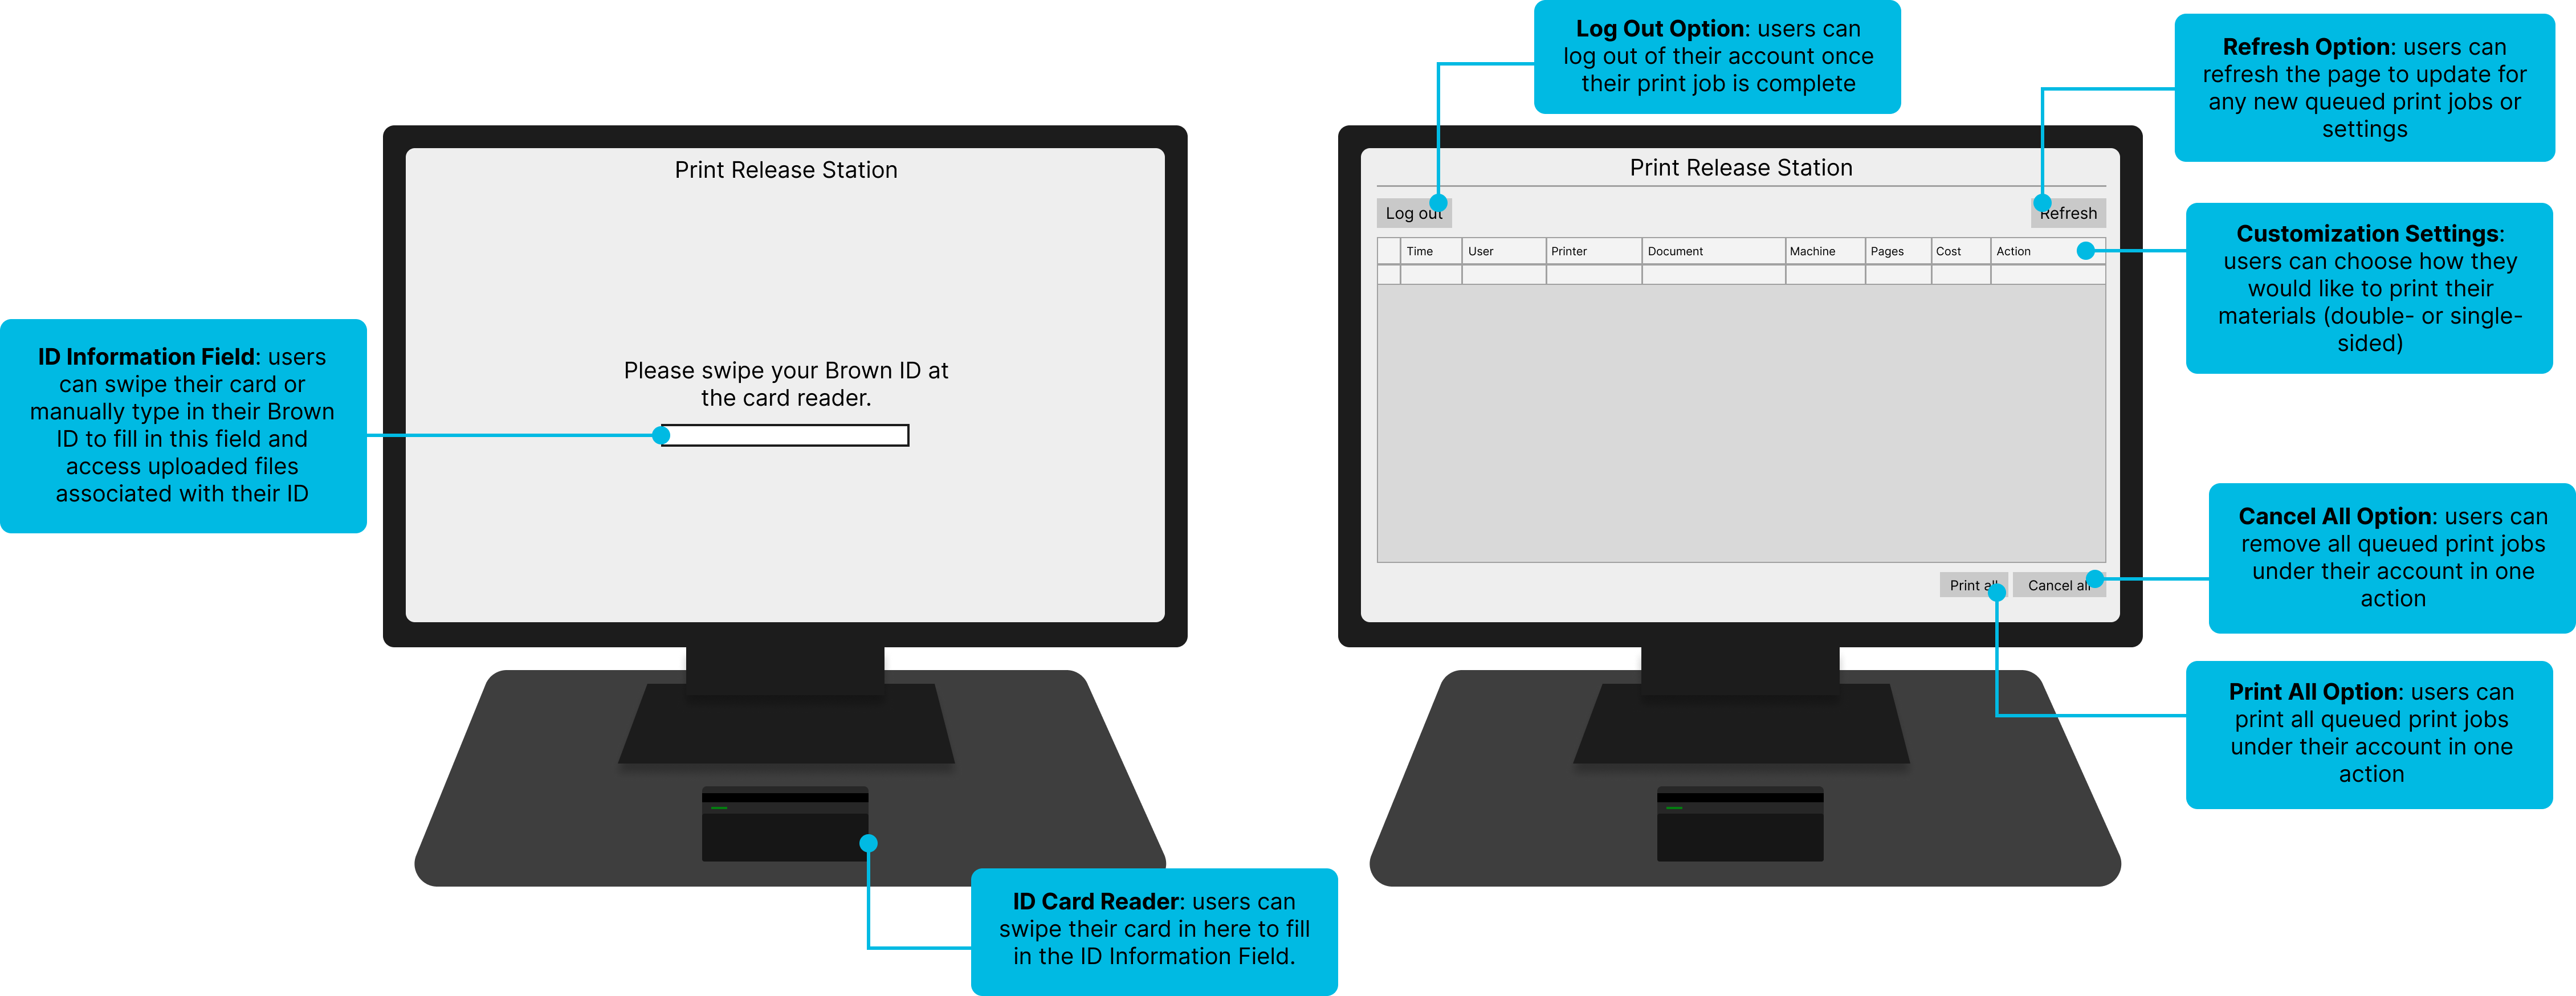 Log Out Option: users can
log out of their account once
their print job is complete
Refresh Option: users can
refresh the page to update for
any new queued print jobs or
settings
Print Release Station
Please swipe your Brown ID at
the card reader.
ID Information Field: users
can swipe their card or
manually type in their Brown
ID to fill in this field and
access uploaded files
associated with their ID
ID Card Reader: users can
swipe their card in here to fill
in the ID Information Field.
Print Release Station
Log out
Refresh
Time User Printer Document Machine Pages Cost Action
Print all Cancel all
Customization Settings:
users can choose how they
would like to print their
materials (double- or single-
sided)
Cancel All Option: users can
remove all queued print jobs
under their account in one
action
Print All Option: users can
print all queued print jobs
under their account in one
action